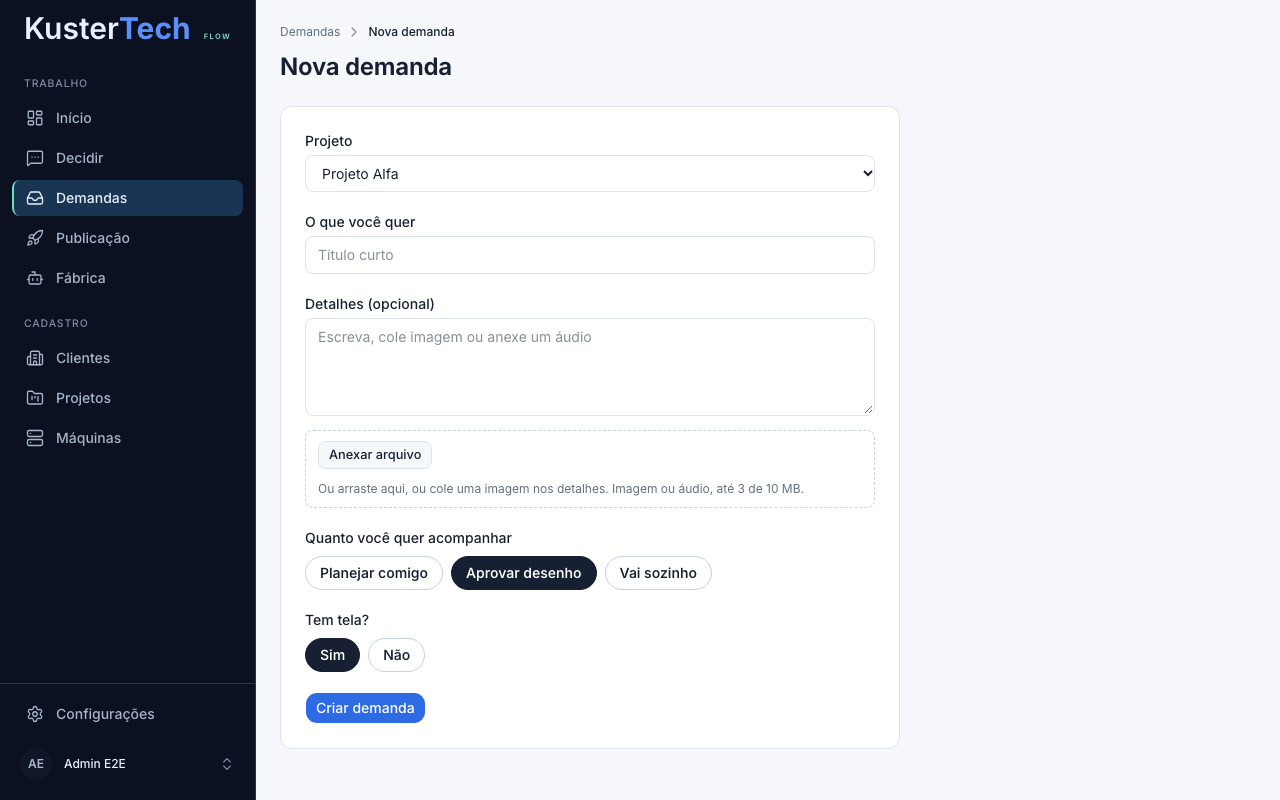 KusterTech FLOW
TRABALHO
Início
Decidir
Demandas
Publicação
Fábrica
CADASTRO
Clientes
Projetos
Máquinas
Configurações
AE Admin E2E
Demandas > Nova demanda
Nova demanda
Projeto
Projeto Alfa
O que você quer
Título curto
Detalhes (opcional)
Escreva, cole imagem ou anexe um áudio
Anexar arquivo
Ou arraste aqui, ou cole uma imagem nos detalhes. Imagem ou áudio, até 3 de 10 MB.
Quanto você quer acompanhar
Planejar comigo Aprovar desenho Vai sozinho
Tem tela?
Sim Não
Criar demanda